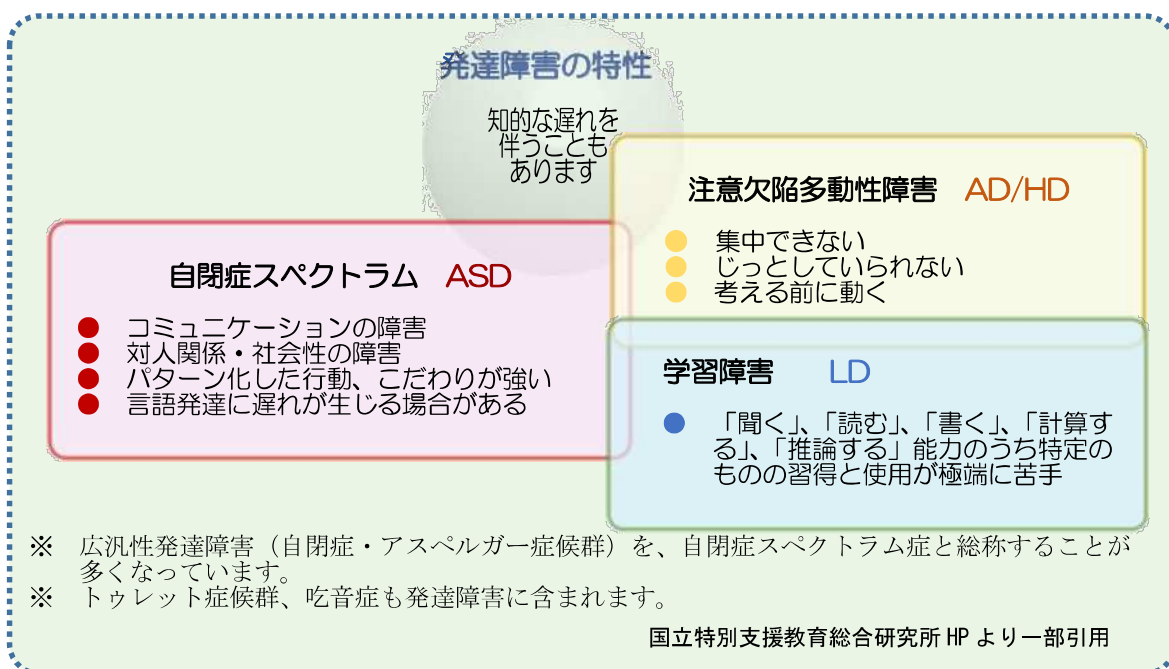 発達障害の特性
知的な遅れを
伴うことも
あります
注意欠陥多動性障害 AD/HD
● 集中できない
● じっとしていられない
● 考える前に動く
自閉症スペクトラム ASD
● コミュニケーションの障害
● 対人関係・社会性の障害
● パターン化した行動、こだわりが強い
● 言語発達に遅れが生じる場合がある
学習障害 LD
● 「聞く」、「読む」、「書く」、「計算す
る」、「推論する」能力のうち特定の
ものの習得と使用が極端に苦手
※ 広汎性発達障害（自閉症・アスペルガー症候群）を、自閉症スペクトラム症と総称することが
多くなっています。
※ トゥレット症候群、吃音症も発達障害に含まれます。
国立特別支援教育総合研究所 HP より一部引用